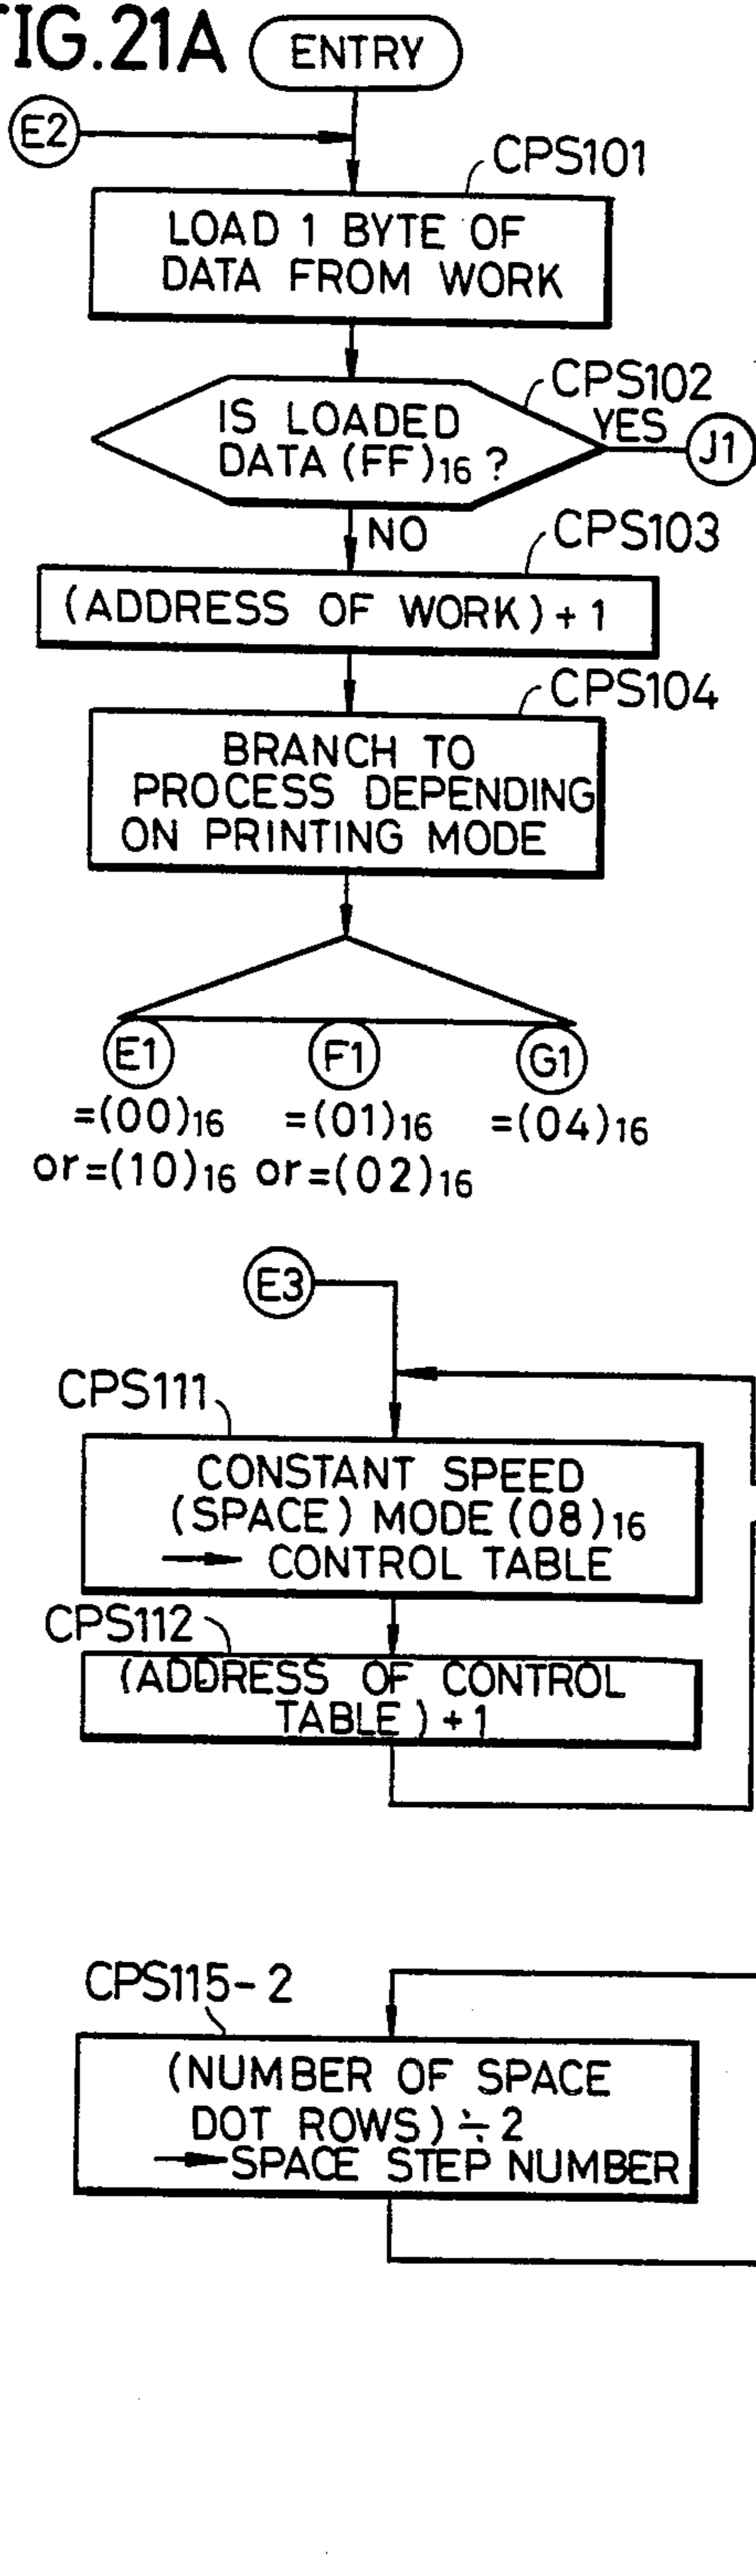 FIG.21A
ENTRY
E2
CPS101
LOAD 1 BYTE OF
DATA FROM WORK
CPS102
IS LOADED
DATA (FF)16 ?
YES
J1
NO
CPS103
(ADDRESS OF WORK) + 1
CPS104
BRANCH TO
PROCESS DEPENDING
ON PRINTING MODE
E1 F1 G1
=(00)16 =(01)16 =(04)16
or=(10)16 or=(02)16
E3
CPS111
CONSTANT SPEED
(SPACE) MODE (08)16
→ CONTROL TABLE
CPS112
(ADDRESS OF CONTROL
TABLE) + 1
CPS115-2
(NUMBER OF SPACE
DOT ROWS) ÷ 2
→ SPACE STEP NUMBER